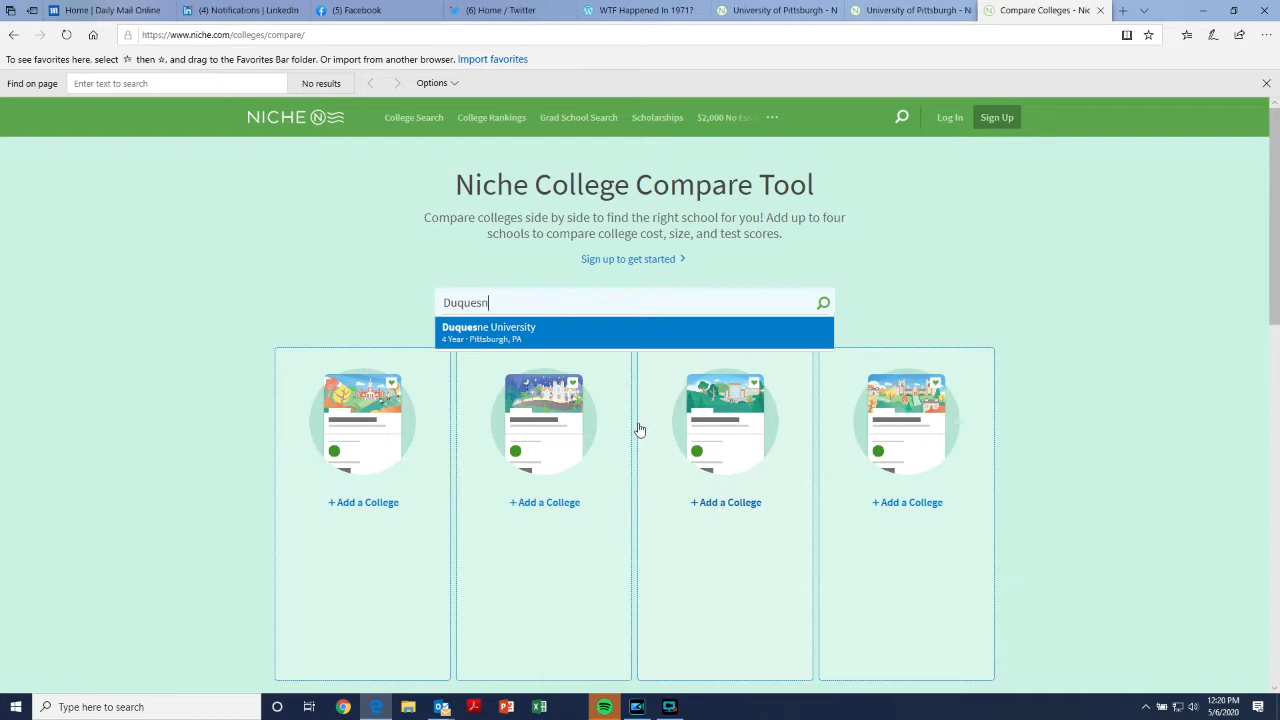 Home | Daily Mail Online
(4) Notifications | LinkedIn
(5) Facebook
(2) Home / Twitter
WTF Happened In 1971?
University of Pittsburgh - N
University of Pittsburgh - Ni
Compare Colleges - Nic
https://www.niche.com/colleges/compare/
To see favorites here, select ☆ then ☆, and drag to the Favorites Bar folder. Or import from another browser. Import favorites
Find on page
Enter text to search
No results
Options
NICHE N
College Search
College Rankings
Grad School Search
Scholarships
$2,000 No Essa
...
Log In
Sign Up
Niche College Compare Tool
Compare colleges side by side to find the right school for you! Add up to four
schools to compare college cost, size, and test scores.
Sign up to get started >
Duquesn
Duquesne University
4 Year · Pittsburgh, PA
+ Add a College
+ Add a College
+ Add a College
+ Add a College
Type here to search
12:20 PM
5/6/2020